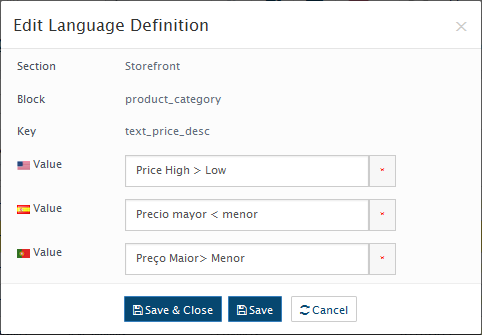 Edit Language Definition ×
Section Storefront
Block product_category
Key text_price_desc
Value Price High > Low *
Value Precio mayor < menor *
Value Preço Maior> Menor *
Save & Close Save Cancel